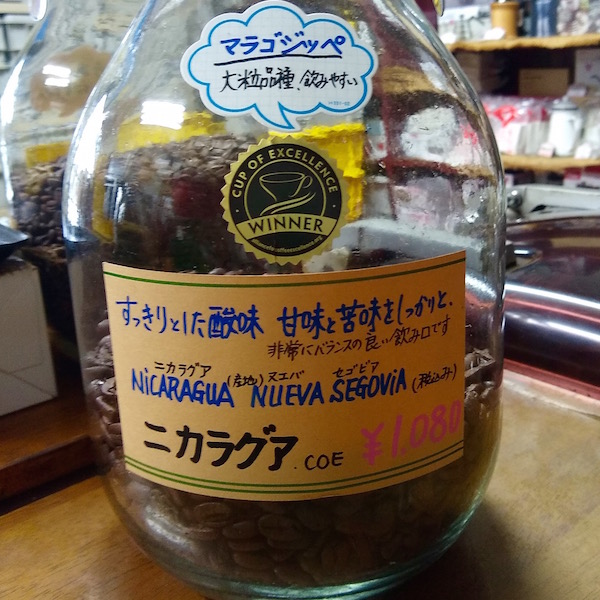 マラゴジッペ
大粒品種!飲みやすい
CUP OF EXCELLENCE
WINNER
すっきりとした酸味 甘味と苦味をしっかりと、
非常にバランスの良い飲み口です
ニカラグア ヌエバ セゴビア
NiCARAGUA (産地) NUEVA SEGOViA (税込み)
ニカラグア.COE ¥1,080